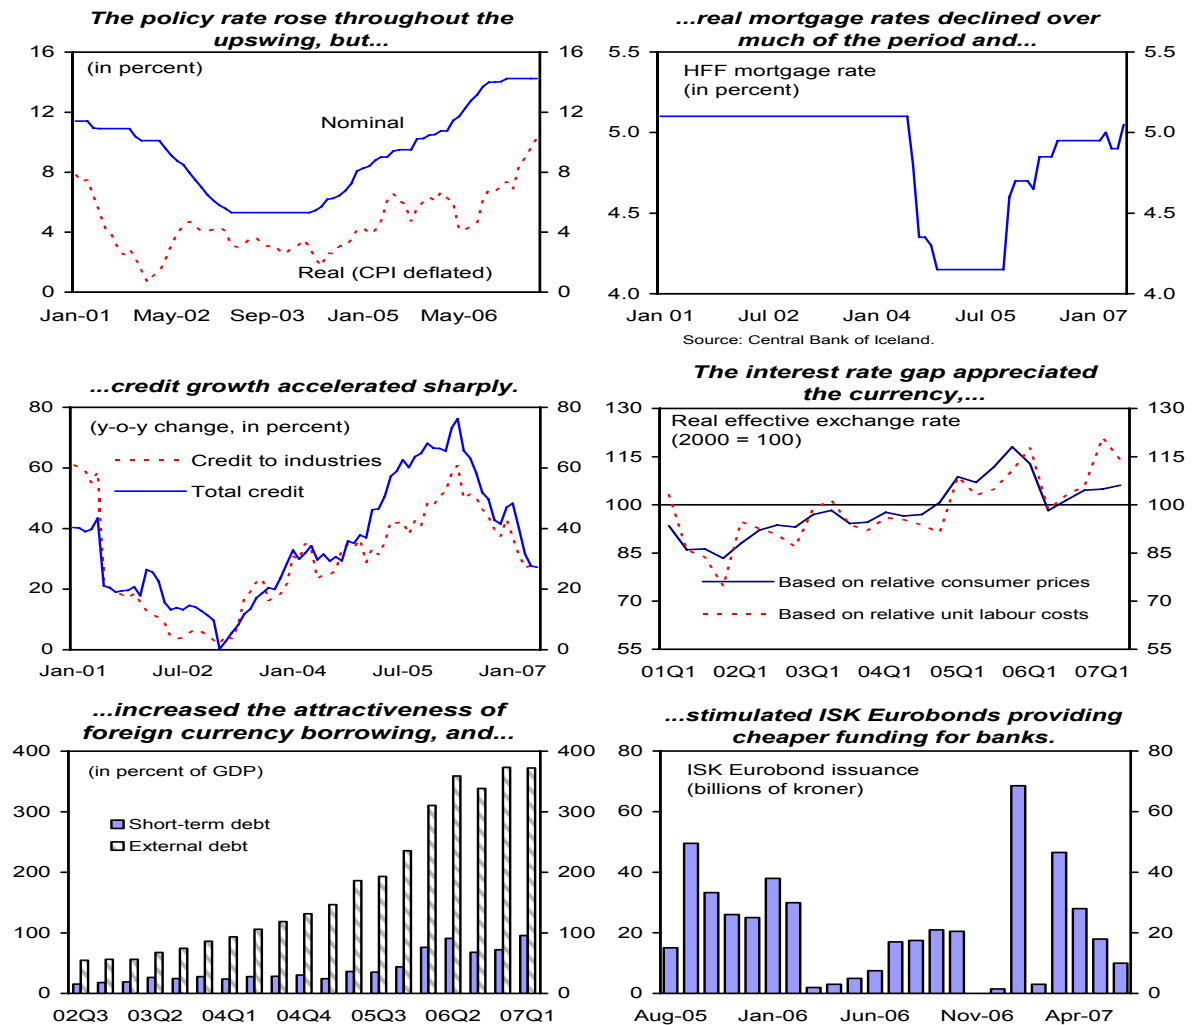 The policy rate rose throughout the
upswing, but...
16
12
8
4
0
16
12
8
4
0
(in percent)
Nominal
Real (CPI deflated)
Jan-01 May-02 Sep-03 Jan-05 May-06
...real mortgage rates declined over
much of the period and...
5.5
5.0
4.5
4.0
5.5
5.0
4.5
4.0
HFF mortgage rate
(in percent)
Jan 01 Jul 02 Jan 04 Jul 05 Jan 07
Source: Central Bank of Iceland.
...credit growth accelerated sharply.
80
60
40
20
0
80
60
40
20
0
(y-o-y change, in percent)
Credit to industries
Total credit
Jan-01 Jul-02 Jan-04 Jul-05 Jan-07
The interest rate gap appreciated
the currency,...
130
115
100
85
70
55
130
115
100
85
70
55
Real effective exchange rate
(2000 = 100)
Based on relative consumer prices
Based on relative unit labour costs
01Q1 02Q1 03Q1 04Q1 05Q1 06Q1 07Q1
...increased the attractiveness of
foreign currency borrowing, and...
400
300
200
100
0
400
300
200
100
0
(in percent of GDP)
Short-term debt
External debt
02Q3 03Q2 04Q1 04Q4 05Q3 06Q2 07Q1
...stimulated ISK Eurobonds providing
cheaper funding for banks.
80
60
40
20
0
80
60
40
20
0
ISK Eurobond issuance
(billions of kroner)
Aug-05 Jan-06 Jun-06 Nov-06 Apr-07